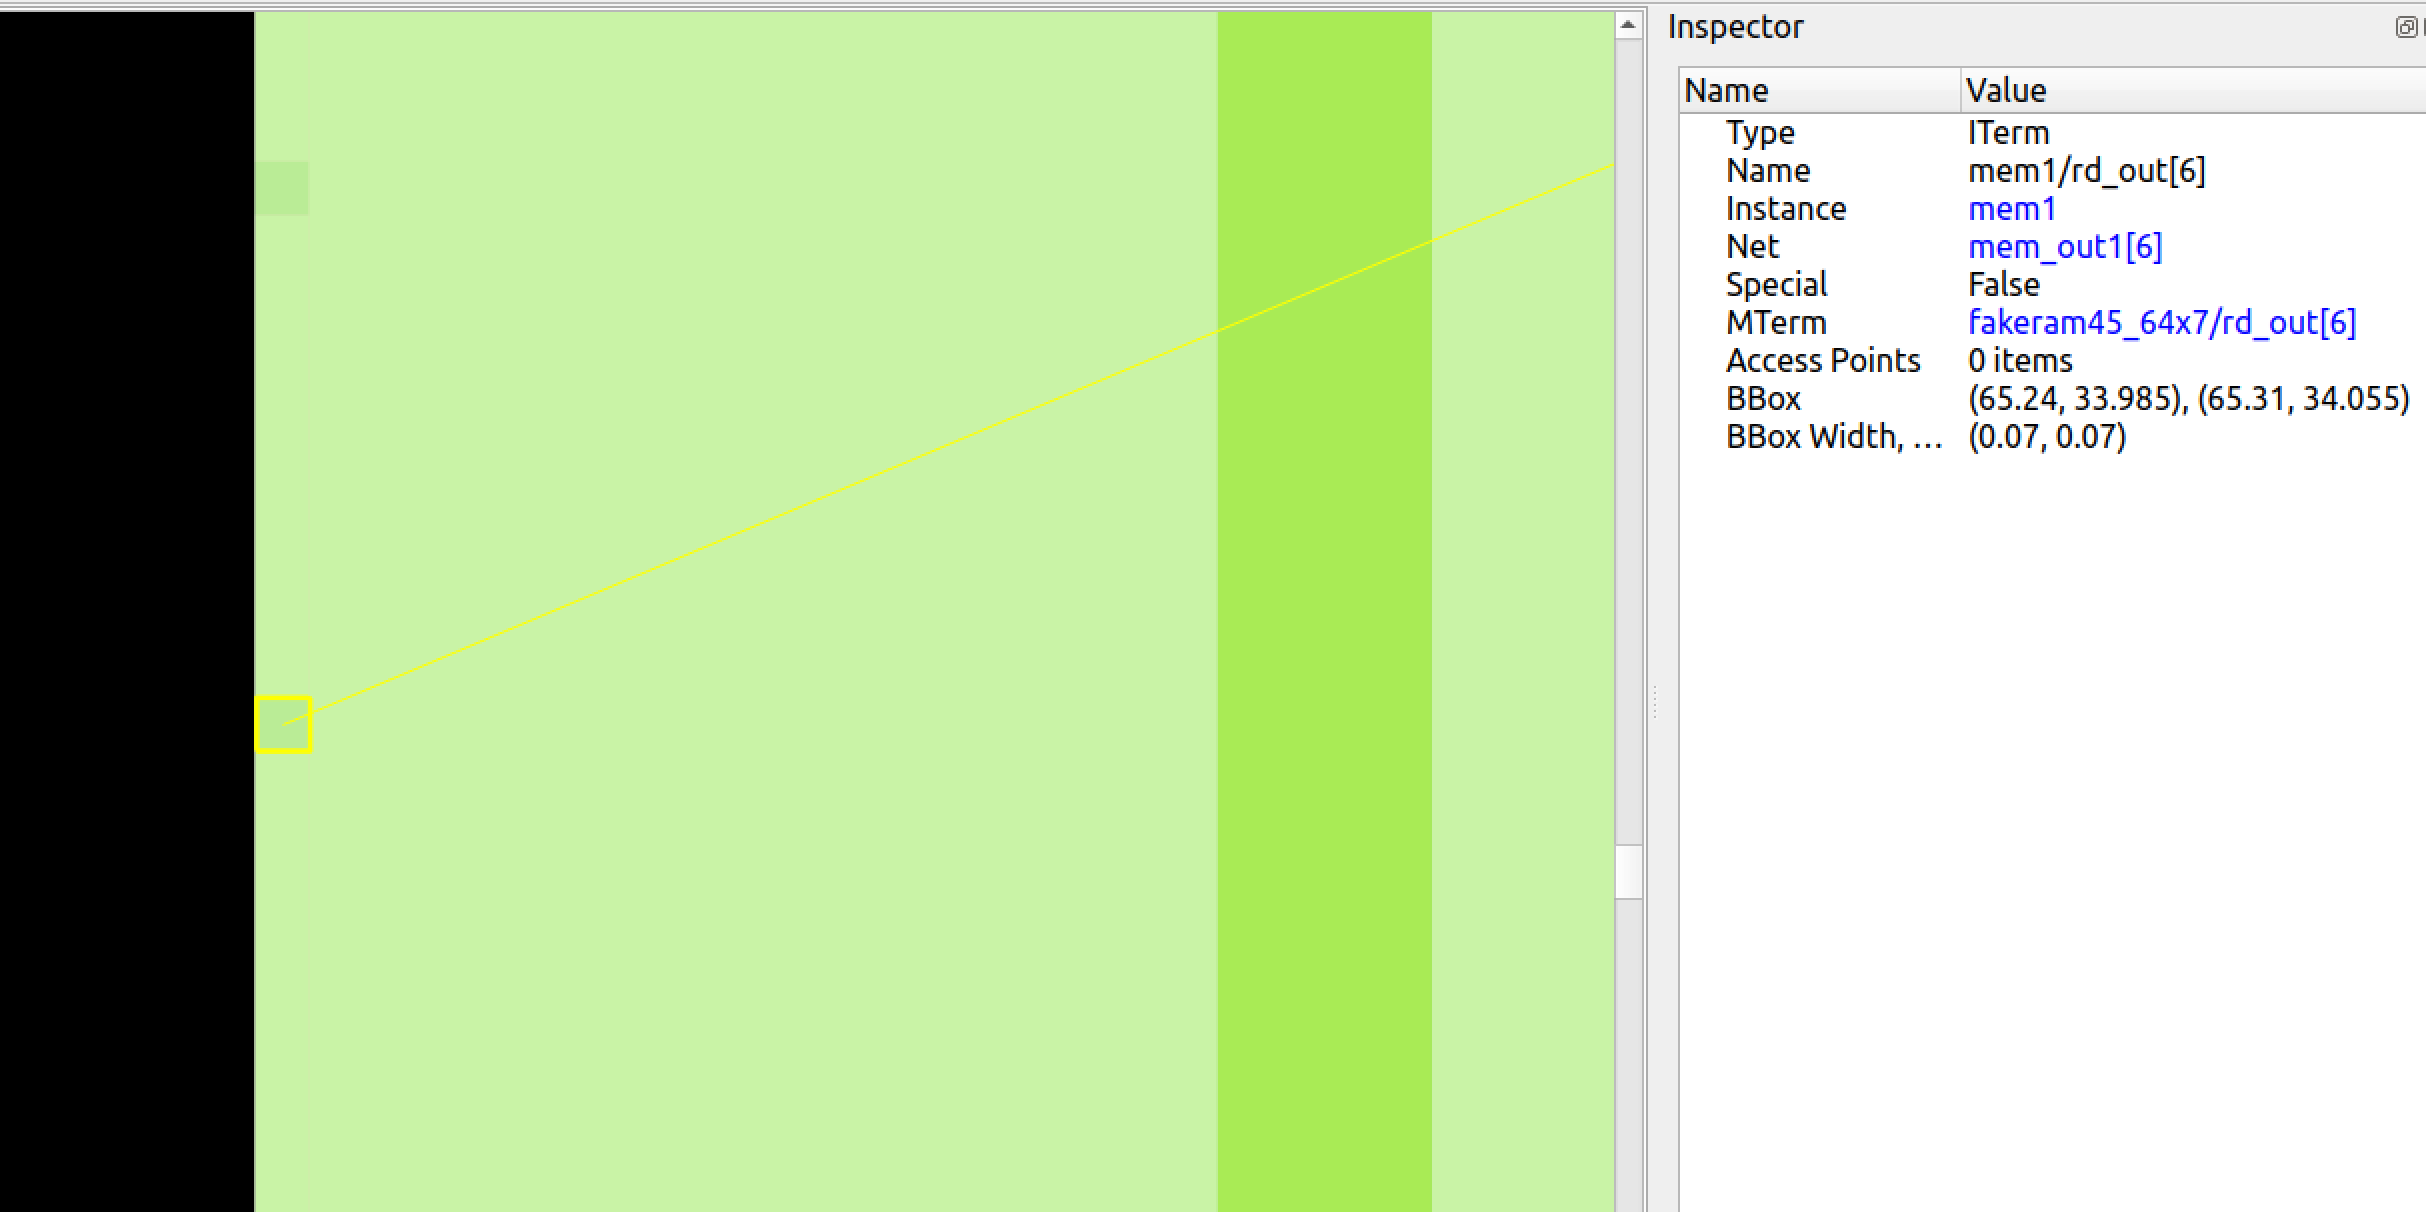 Inspector
Name Value
Type ITerm
Name mem1/rd_out[6]
Instance mem1
Net mem_out1[6]
Special False
MTerm fakeram45_64x7/rd_out[6]
Access Points 0 items
BBox (65.24, 33.985), (65.31, 34.055)
BBox Width, ... (0.07, 0.07)